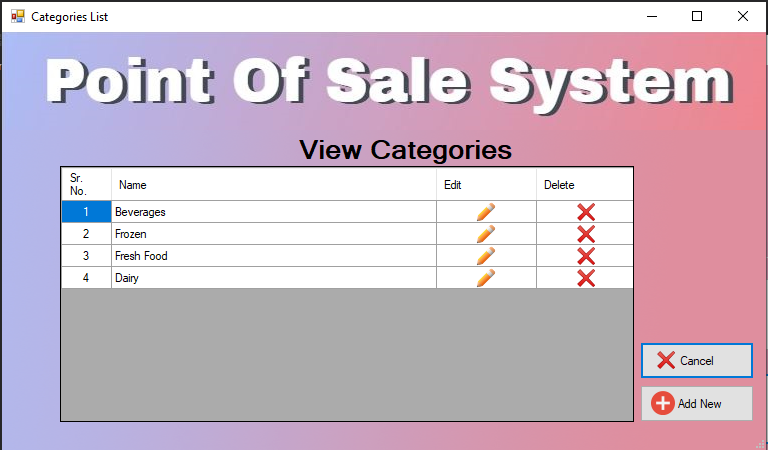 Categories List
Point Of Sale System
View Categories
Sr. No. Name Edit Delete
1 Beverages
2 Frozen
3 Fresh Food
4 Dairy
Cancel
Add New